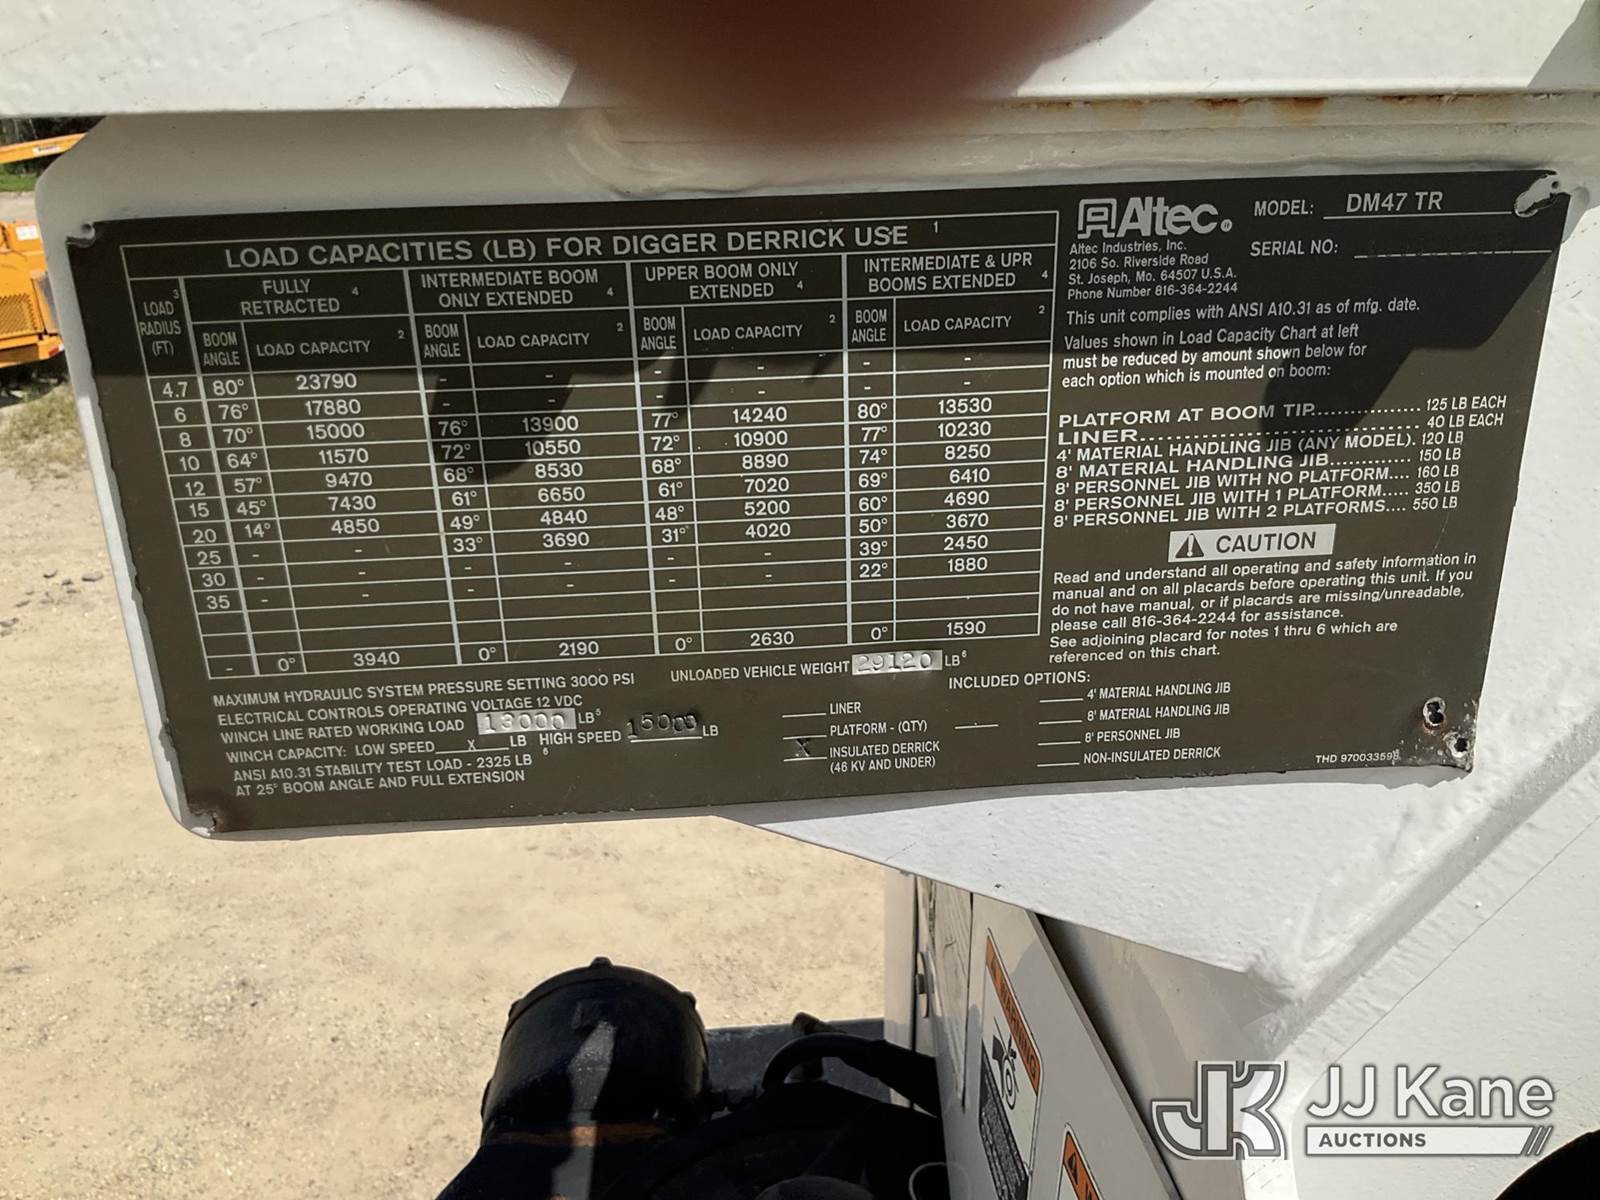 LOAD CAPACITIES (LB) FOR DIGGER DERRICK USE 1
LOAD 3
RADIUS
(FT)
FULLY
RETRACTED 4
INTERMEDIATE BOOM
ONLY EXTENDED 4
UPPER BOOM ONLY
EXTENDED 4
INTERMEDIATE & UPR
BOOMS EXTENDED 4
BOOM ANGLE LOAD CAPACITY 2 BOOM ANGLE LOAD CAPACITY 2 BOOM ANGLE LOAD CAPACITY 2 BOOM ANGLE LOAD CAPACITY 2
4.7 80° 23790 - - - - - -
6 76° 17880 - - - - - -
8 70° 15000 76° 13900 77° 14240 80° 13530
10 64° 11570 72° 10550 72° 10900 77° 10230
12 57° 9470 68° 8530 68° 8890 74° 8250
15 45° 7430 61° 6650 61° 7020 69° 6410
20 14° 4850 49° 4840 48° 5200 60° 4690
25 - - 33° 3690 31° 4020 50° 3670
30 - - - - - - 39° 2450
35 - - - - - - 22° 1880
- 0° 3940 0° 2190 0° 2630 0° 1590
MAXIMUM HYDRAULIC SYSTEM PRESSURE SETTING 3000 PSI
UNLOADED VEHICLE WEIGHT 29120 LB 6
ELECTRICAL CONTROLS OPERATING VOLTAGE 12 VDC
WINCH LINE RATED WORKING LOAD 13000 LB 5
WINCH CAPACITY: LOW SPEED X LB HIGH SPEED 15000 LB
ANSI A10.31 STABILITY TEST LOAD - 2325 LB 6
AT 25° BOOM ANGLE AND FULL EXTENSION
INCLUDED OPTIONS:
LINER
PLATFORM - (QTY)
X INSULATED DERRICK
(46 KV AND UNDER)
4' MATERIAL HANDLING JIB
8' MATERIAL HANDLING JIB
8' PERSONNEL JIB
NON-INSULATED DERRICK
Altec®
MODEL: DM47 TR
SERIAL NO:
Altec Industries, Inc.
2106 So. Riverside Road
St. Joseph, Mo. 64507 U.S.A.
Phone Number 816-364-2244
This unit complies with ANSI A10.31 as of mfg. date.
Values shown in Load Capacity Chart at left
must be reduced by amount shown below for
each option which is mounted on boom:
PLATFORM AT BOOM TIP................ 125 LB EACH
LINER................................. 40 LB EACH
4' MATERIAL HANDLING JIB (ANY MODEL). 120 LB
8' MATERIAL HANDLING JIB............ 150 LB
8' PERSONNEL JIB WITH NO PLATFORM.... 160 LB
8' PERSONNEL JIB WITH 1 PLATFORM..... 350 LB
8' PERSONNEL JIB WITH 2 PLATFORMS.... 550 LB
CAUTION
Read and understand all operating and safety information in
manual and on all placards before operating this unit. If you
do not have manual, or if placards are missing/unreadable,
please call 816-364-2244 for assistance.
See adjoining placard for notes 1 thru 6 which are
referenced on this chart.
THD 970033598
WARNING
JK JJ Kane
AUCTIONS